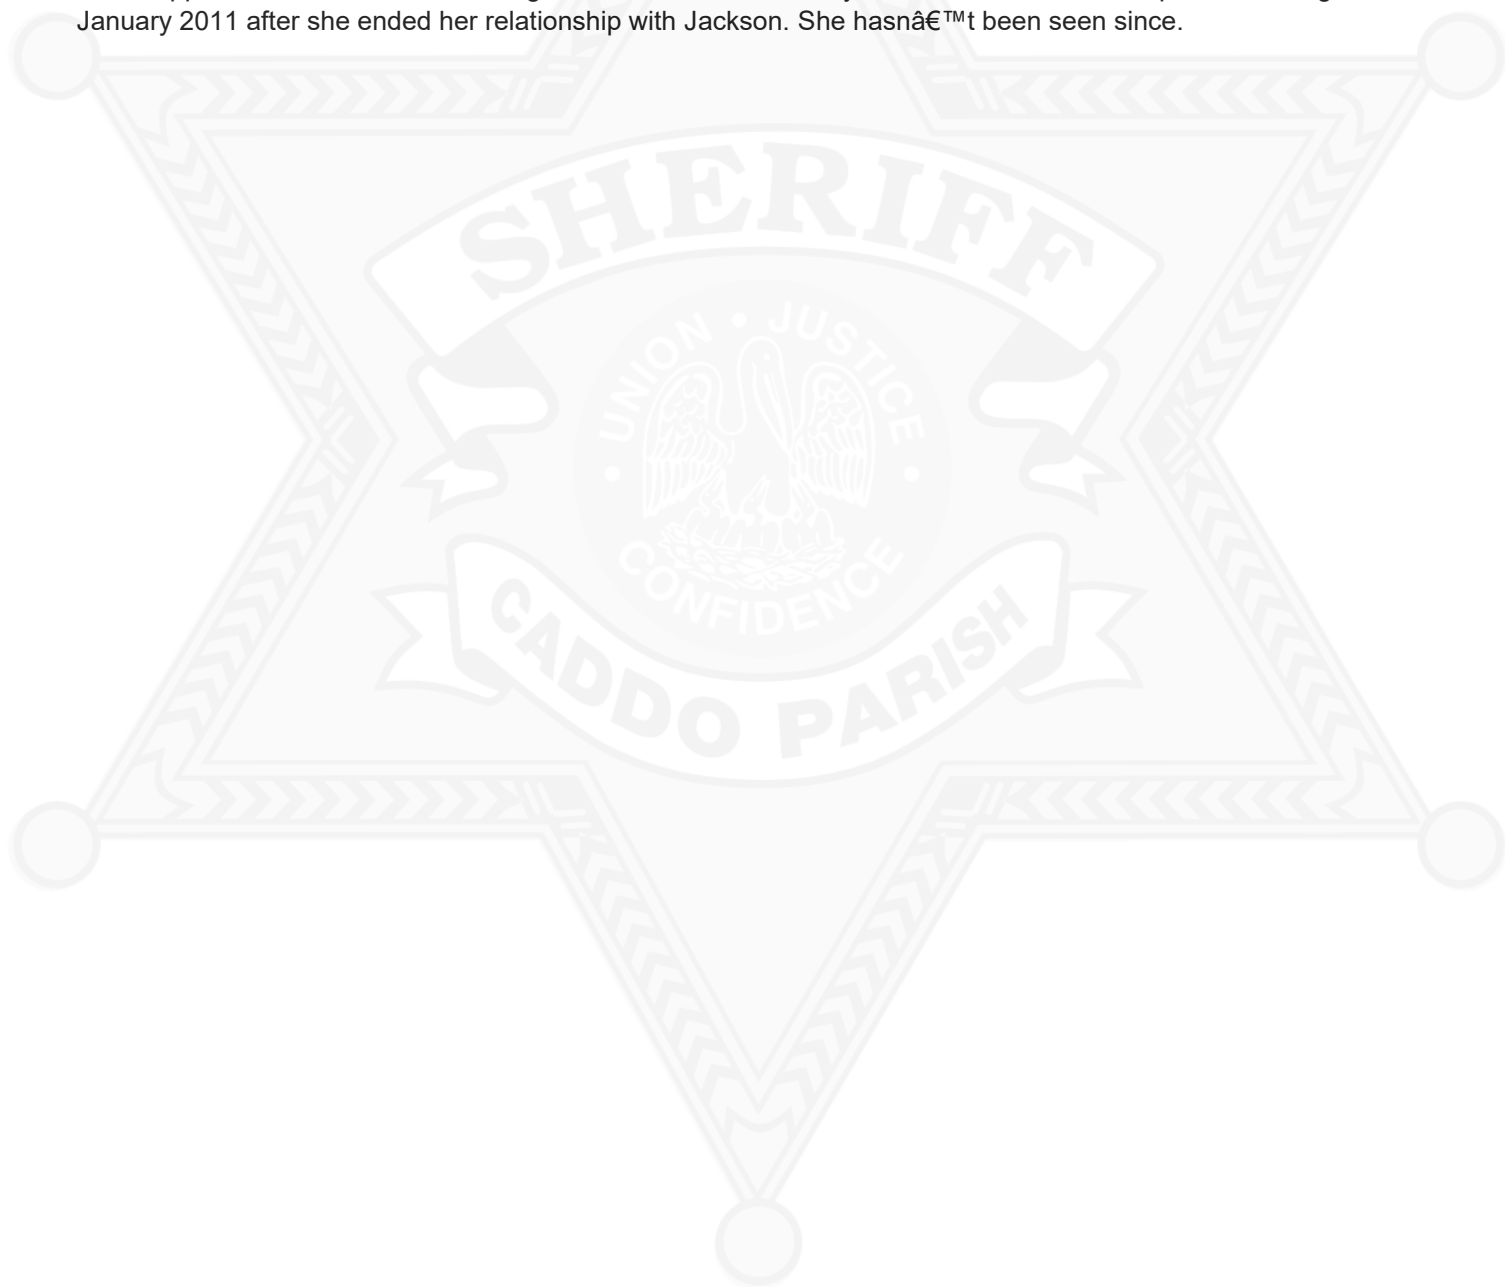 January 2011 after she ended her relationship with Jackson. She hasnâ€™t been seen since.
SHERIFF
UNION • JUSTICE
• CONFIDENCE •
CADDO PARISH